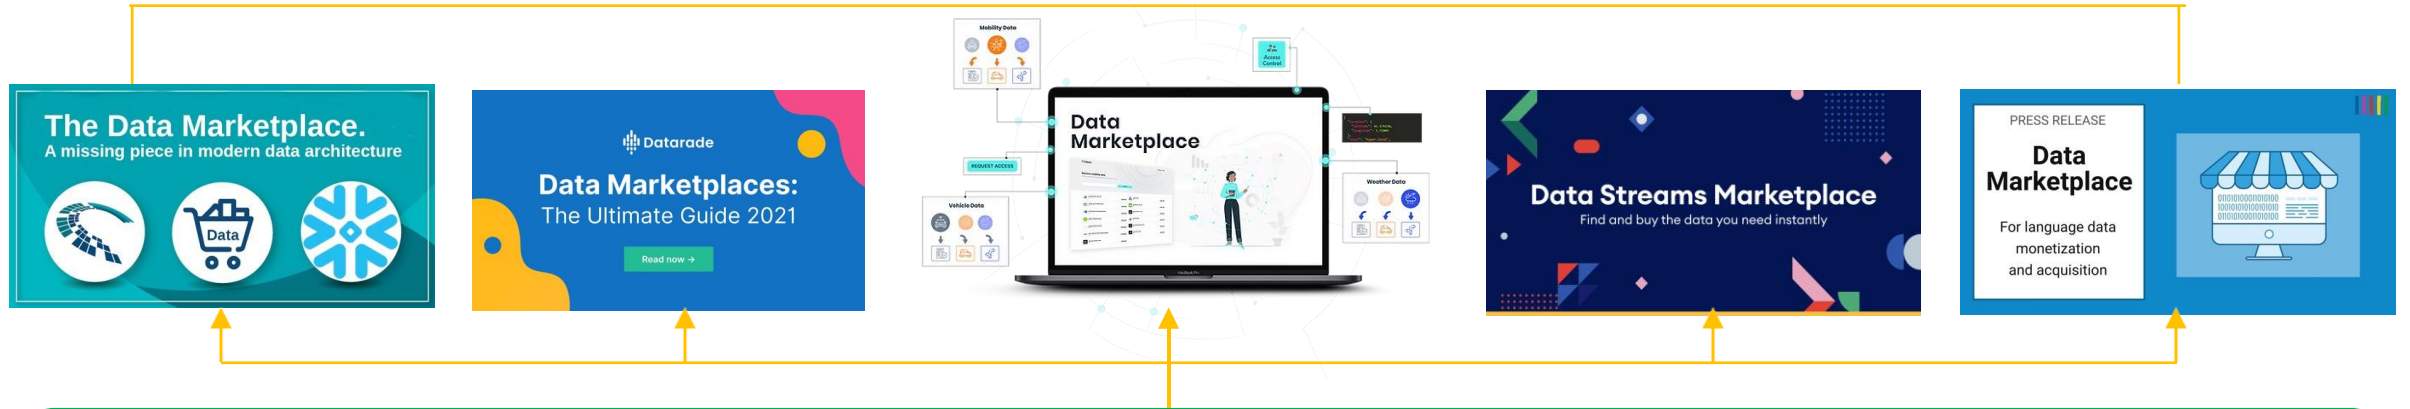 The Data Marketplace.
A missing piece in modern data architecture
Data
Datarade
Data Marketplaces:
The Ultimate Guide 2021
Read now →
Mobility Data
Access
Control
Data
Marketplace
REQUEST ACCESS
Vehicle Data
Weather Data
MacBook Pro
Data Streams Marketplace
Find and buy the data you need instantly
PRESS RELEASE
Data
Marketplace
For language data
monetization
and acquisition